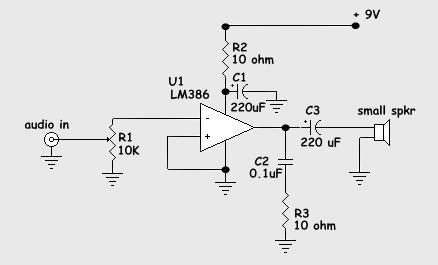 + 9V
R2
10 ohm
U1
LM386
+ C1
220uF
-
+
audio in
R1
10K
C3
+
220 uF
small spkr
C2
0.1uF
R3
10 ohm